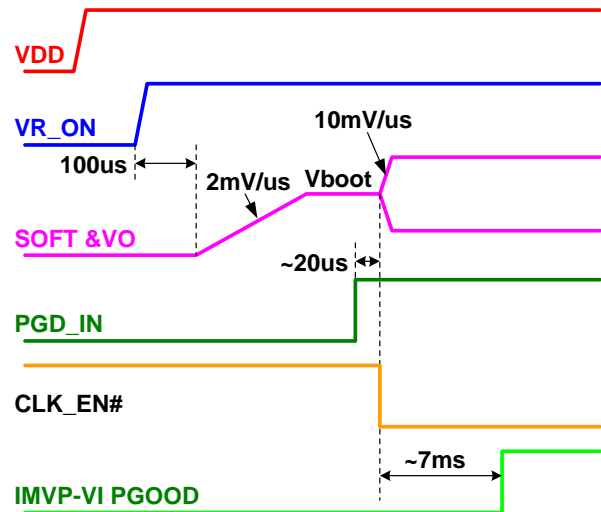 VDD
VR_ON
100us
10mV/us
2mV/us
Vboot
SOFT &VO
~20us
PGD_IN
CLK_EN#
~7ms
IMVP-VI PGOOD